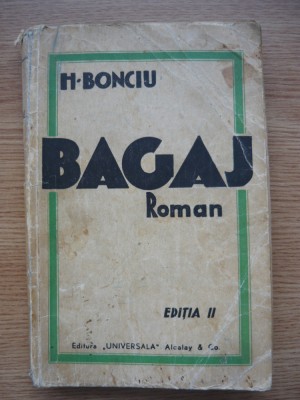 H·BONCIU
BAGAJ
Roman
EDIȚIA II
Editura „UNIVERSALA" Alcalay & Co.